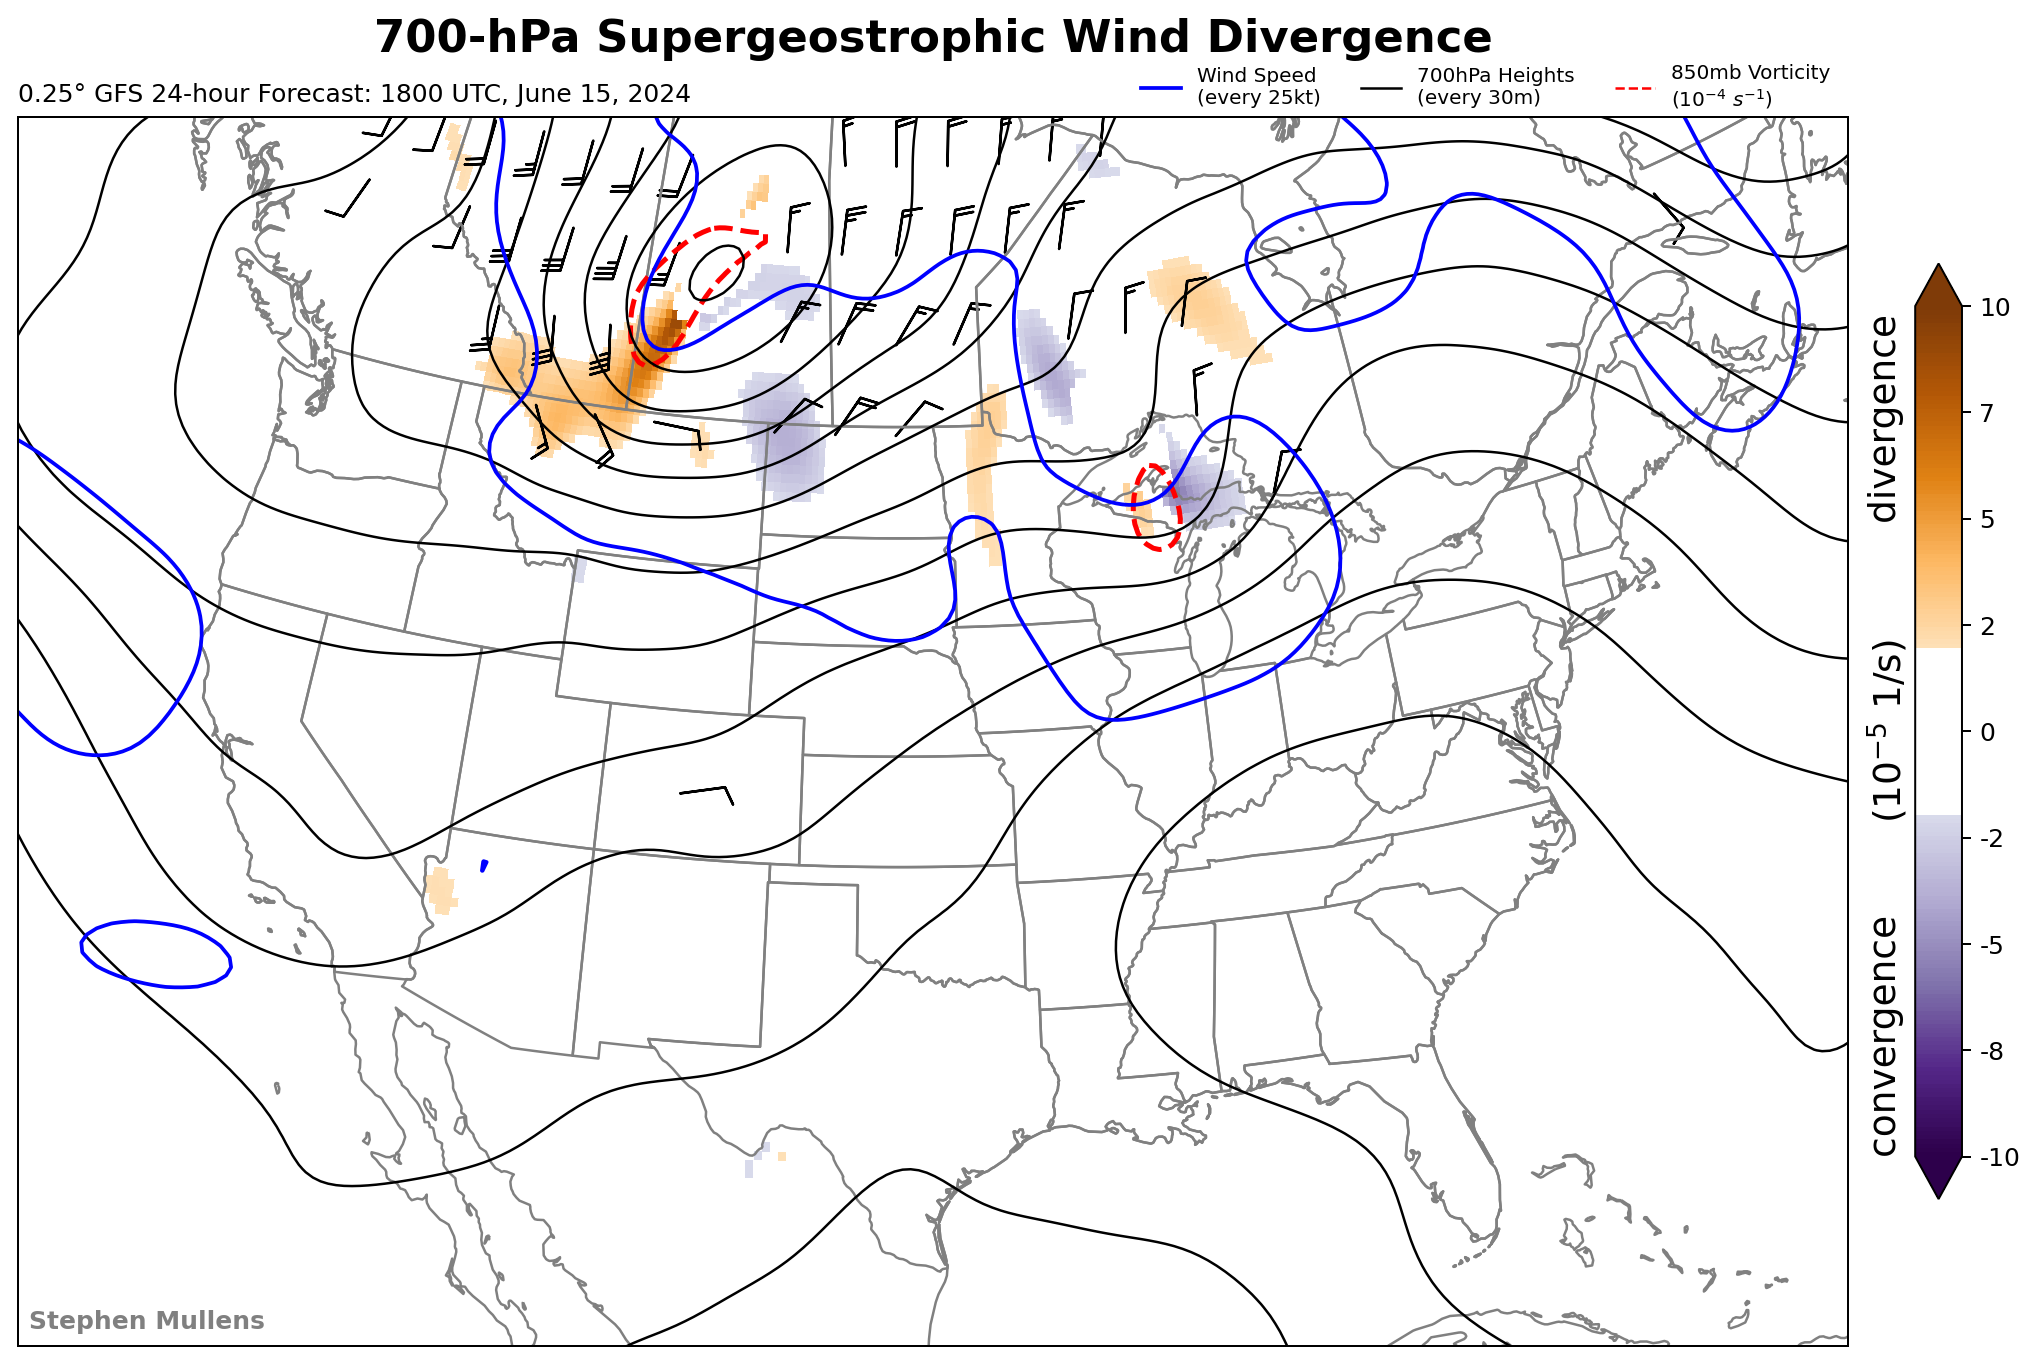 700-hPa Supergeostrophic Wind Divergence
0.25° GFS 24-hour Forecast: 1800 UTC, June 15, 2024
Wind Speed
(every 25kt)
700hPa Heights
(every 30m)
850mb Vorticity
(10⁻⁴ s⁻¹)
10
7
5
2
0
-2
-5
-8
-10
convergence (10⁻⁵ 1/s) divergence
Stephen Mullens